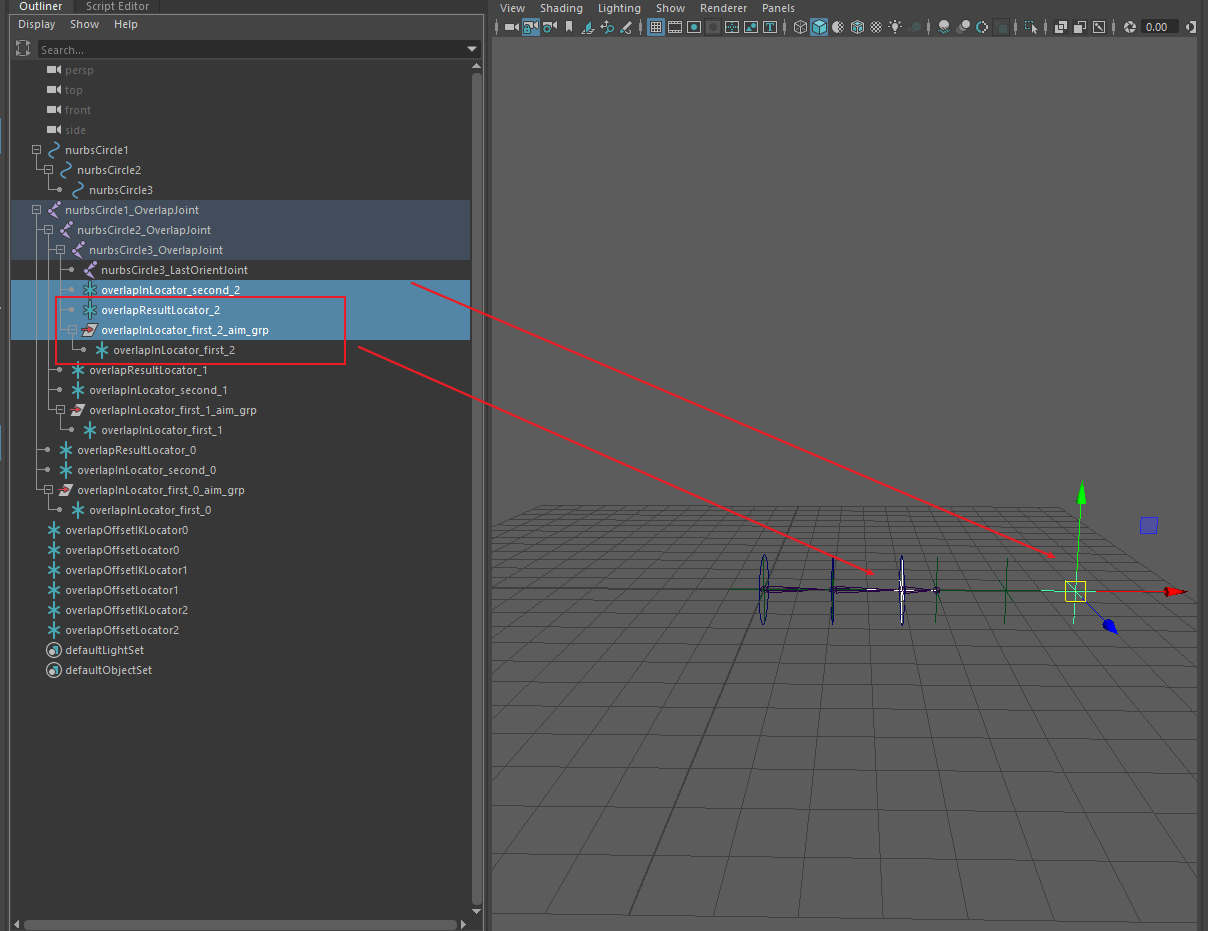 Outliner Script Editor
Display Show Help
Search...
persp
top
front
side
nurbsCircle1
nurbsCircle2
nurbsCircle3
nurbsCircle1_OverlapJoint
nurbsCircle2_OverlapJoint
nurbsCircle3_OverlapJoint
nurbsCircle3_LastOrientJoint
overlapInLocator_second_2
overlapResultLocator_2
overlapInLocator_first_2_aim_grp
overlapInLocator_first_2
overlapResultLocator_1
overlapInLocator_second_1
overlapInLocator_first_1_aim_grp
overlapInLocator_first_1
overlapResultLocator_0
overlapInLocator_second_0
overlapInLocator_first_0_aim_grp
overlapInLocator_first_0
overlapOffsetIKLocator0
overlapOffsetLocator0
overlapOffsetIKLocator1
overlapOffsetLocator1
overlapOffsetIKLocator2
overlapOffsetLocator2
defaultLightSet
defaultObjectSet
View Shading Lighting Show Renderer Panels
0.00